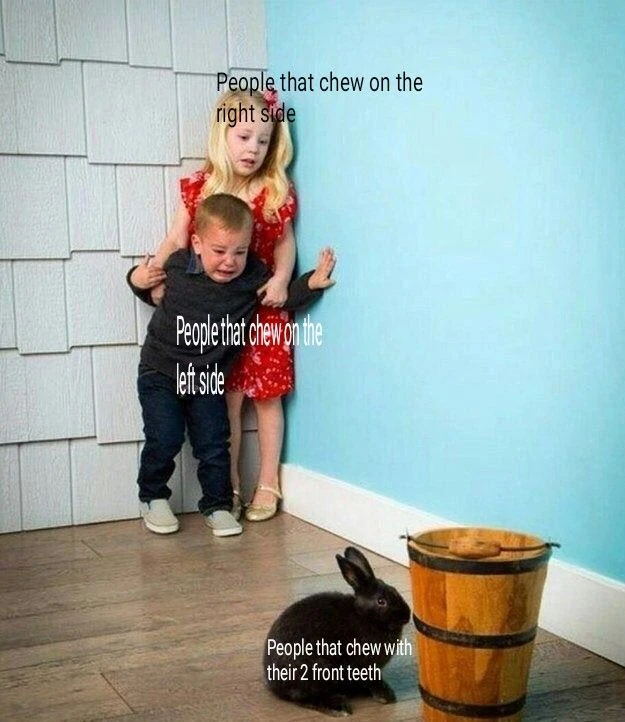 People that chew on the
right side
People that chew on the
left side
People that chew with
their 2 front teeth